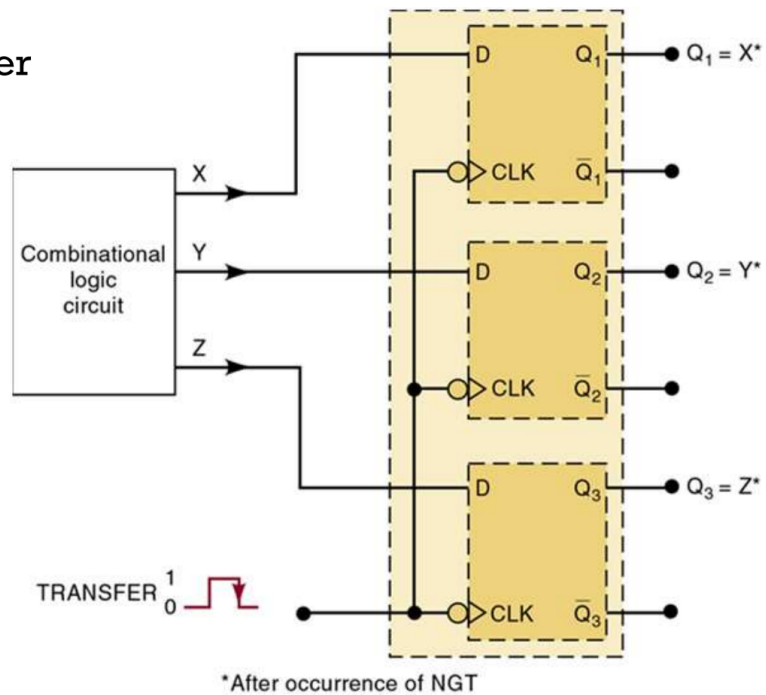 er
D Q₁ Q₁ = X*
CLK Q̅₁
X
Combinational
logic
circuit
Y
D Q₂ Q₂ = Y*
Z
CLK Q̅₂
D Q₃ Q₃ = Z*
TRANSFER 1
0
CLK Q̅₃
*After occurrence of NGT